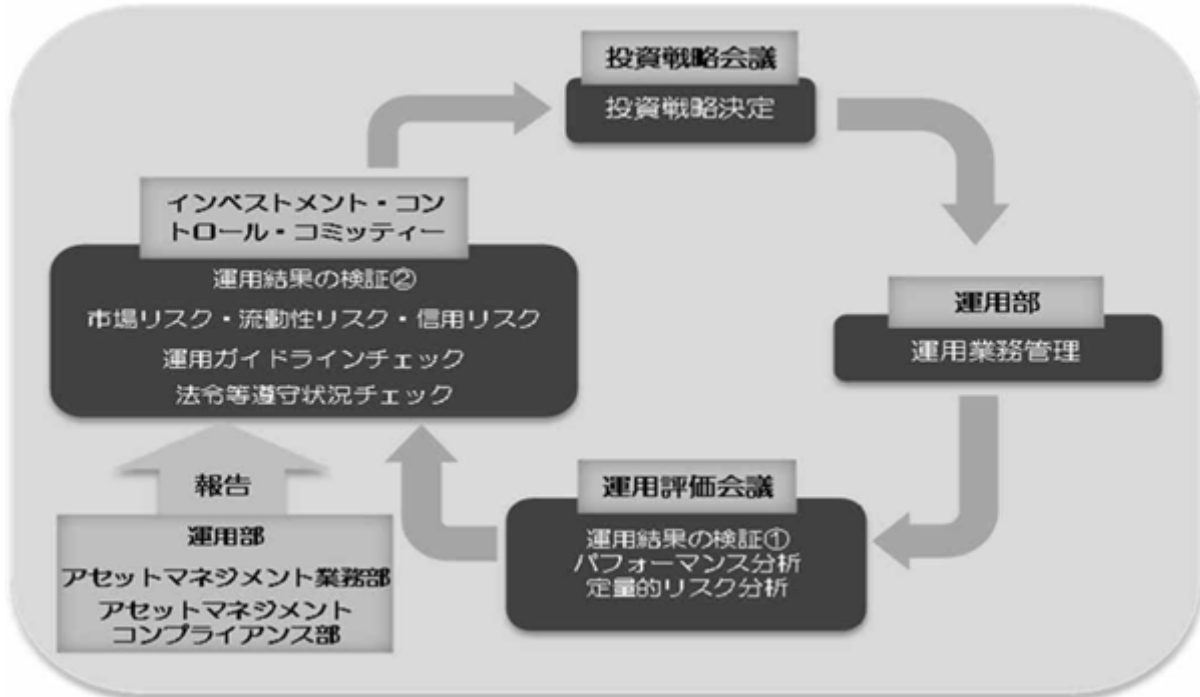 投資戦略会議
投資戦略決定
インベストメント・コン
トロール・コミッティー
運用結果の検証②
市場リスク・流動性リスク・信用リスク
運用ガイドラインチェック
法令等遵守状況チェック
運用部
運用業務管理
運用評価会議
運用結果の検証①
パフォーマンス分析
定量的リスク分析
報告
運用部
アセットマネジメント業務部
アセットマネジメント
コンプライアンス部